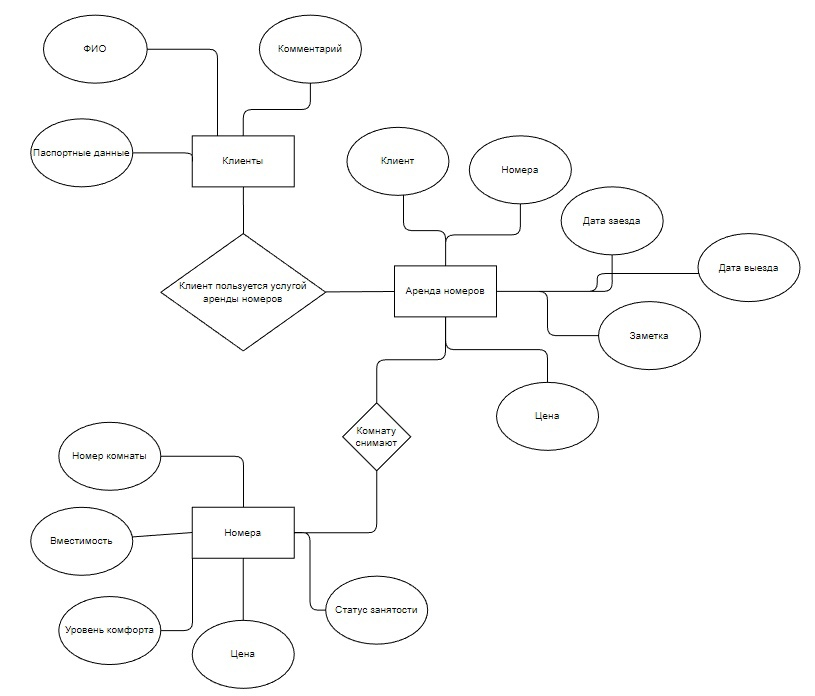 ФИО
Комментарий
Паспортные данные
Клиенты
Клиент
Номера
Дата заезда
Дата выезда
Клиент пользуется услугой
аренды номеров
Аренда номеров
Заметка
Цена
Комнату
снимают
Номер комнаты
Вместимость
Номера
Статус занятости
Уровень комфорта
Цена